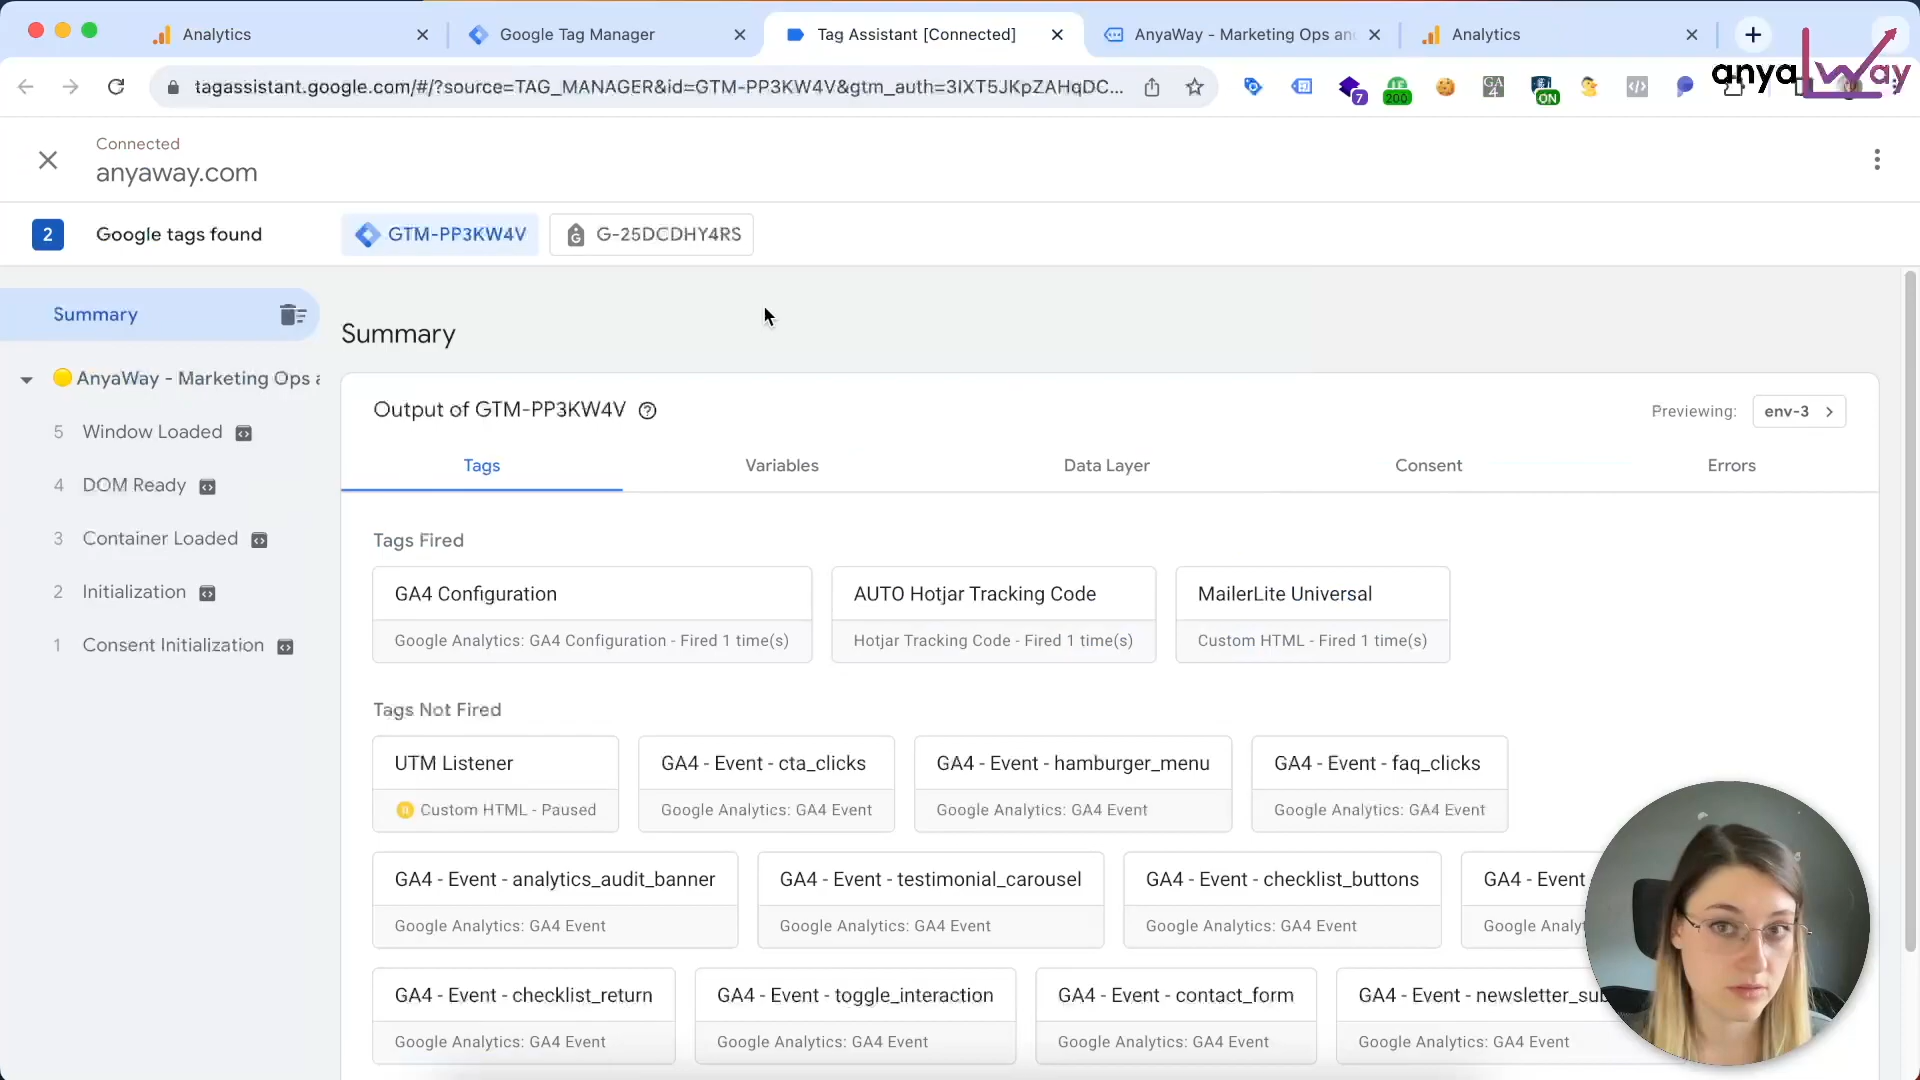 Analytics
Google Tag Manager
Tag Assistant [Connected]
AnyaWay - Marketing Ops an
Analytics
tagassistant.google.com/#/?source=TAG_MANAGER&id=GTM-PP3KW4V&gtm_auth=3IXT5JKpZAHqDC...
7
200
GA
4
ON
anyaway
Connected
anyaway.com
2 Google tags found
GTM-PP3KW4V
G-25DCDHY4RS
Summary
AnyaWay - Marketing Ops a
5 Window Loaded
4 DOM Ready
3 Container Loaded
2 Initialization
1 Consent Initialization
Summary
Output of GTM-PP3KW4V
Previewing: env-3
Tags
Variables
Data Layer
Consent
Errors
Tags Fired
GA4 Configuration
Google Analytics: GA4 Configuration - Fired 1 time(s)
AUTO Hotjar Tracking Code
Hotjar Tracking Code - Fired 1 time(s)
MailerLite Universal
Custom HTML - Fired 1 time(s)
Tags Not Fired
UTM Listener
Custom HTML - Paused
GA4 - Event - cta_clicks
Google Analytics: GA4 Event
GA4 - Event - hamburger_menu
Google Analytics: GA4 Event
GA4 - Event - faq_clicks
Google Analytics: GA4 Event
GA4 - Event - analytics_audit_banner
Google Analytics: GA4 Event
GA4 - Event - testimonial_carousel
Google Analytics: GA4 Event
GA4 - Event - checklist_buttons
Google Analytics: GA4 Event
GA4 - Event
Google Analy
GA4 - Event - checklist_return
Google Analytics: GA4 Event
GA4 - Event - toggle_interaction
Google Analytics: GA4 Event
GA4 - Event - contact_form
Google Analytics: GA4 Event
GA4 - Event - newsletter_sub
Google Analytics: GA4 Event